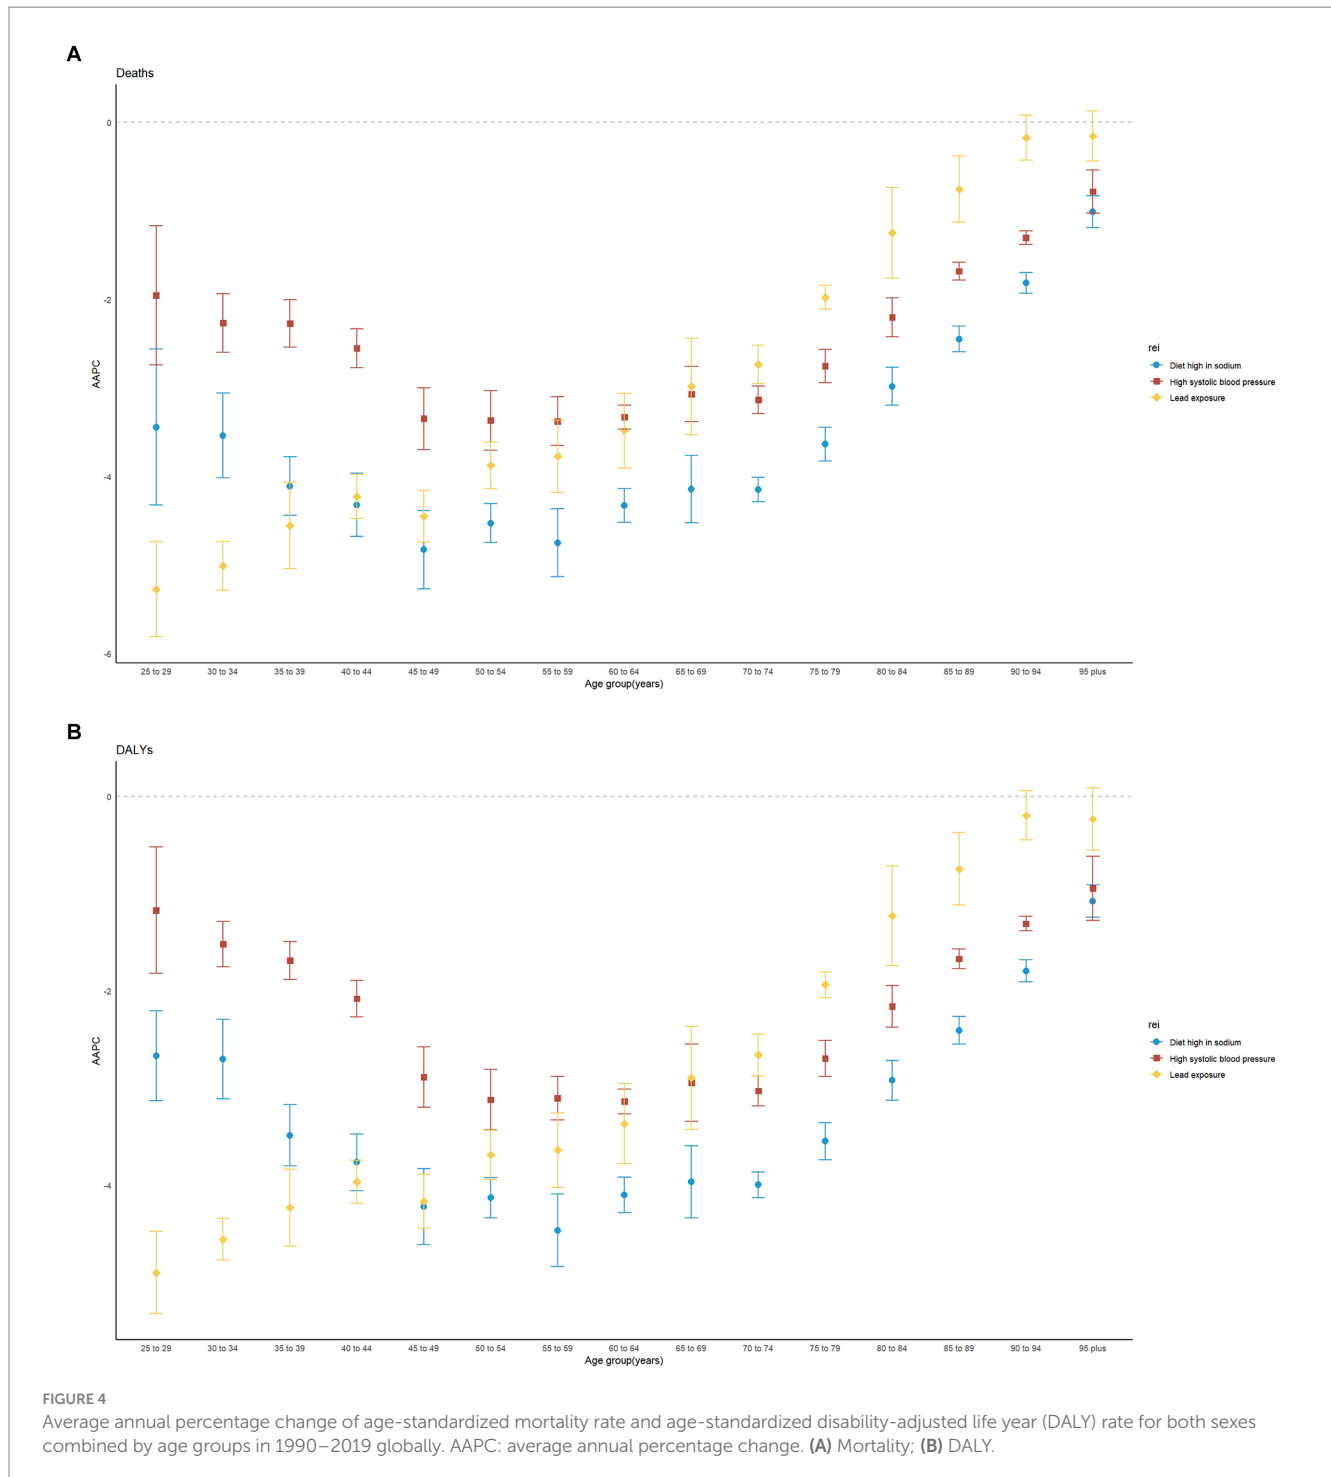 A
Deaths
0
-2
-4
-6
AAPC
25 to 29 30 to 34 35 to 39 40 to 44 45 to 49 50 to 54 55 to 59 60 to 64 65 to 69 70 to 74 75 to 79 80 to 84 85 to 89 90 to 94 95 plus
Age group(years)
rei
Diet high in sodium
High systolic blood pressure
Lead exposure
B
DALYs
0
-2
-4
AAPC
25 to 29 30 to 34 35 to 39 40 to 44 45 to 49 50 to 54 55 to 59 60 to 64 65 to 69 70 to 74 75 to 79 80 to 84 85 to 89 90 to 94 95 plus
Age group(years)
rei
Diet high in sodium
High systolic blood pressure
Lead exposure
FIGURE 4
Average annual percentage change of age-standardized mortality rate and age-standardized disability-adjusted life year (DALY) rate for both sexes
combined by age groups in 1990–2019 globally. AAPC: average annual percentage change. (A) Mortality; (B) DALY.